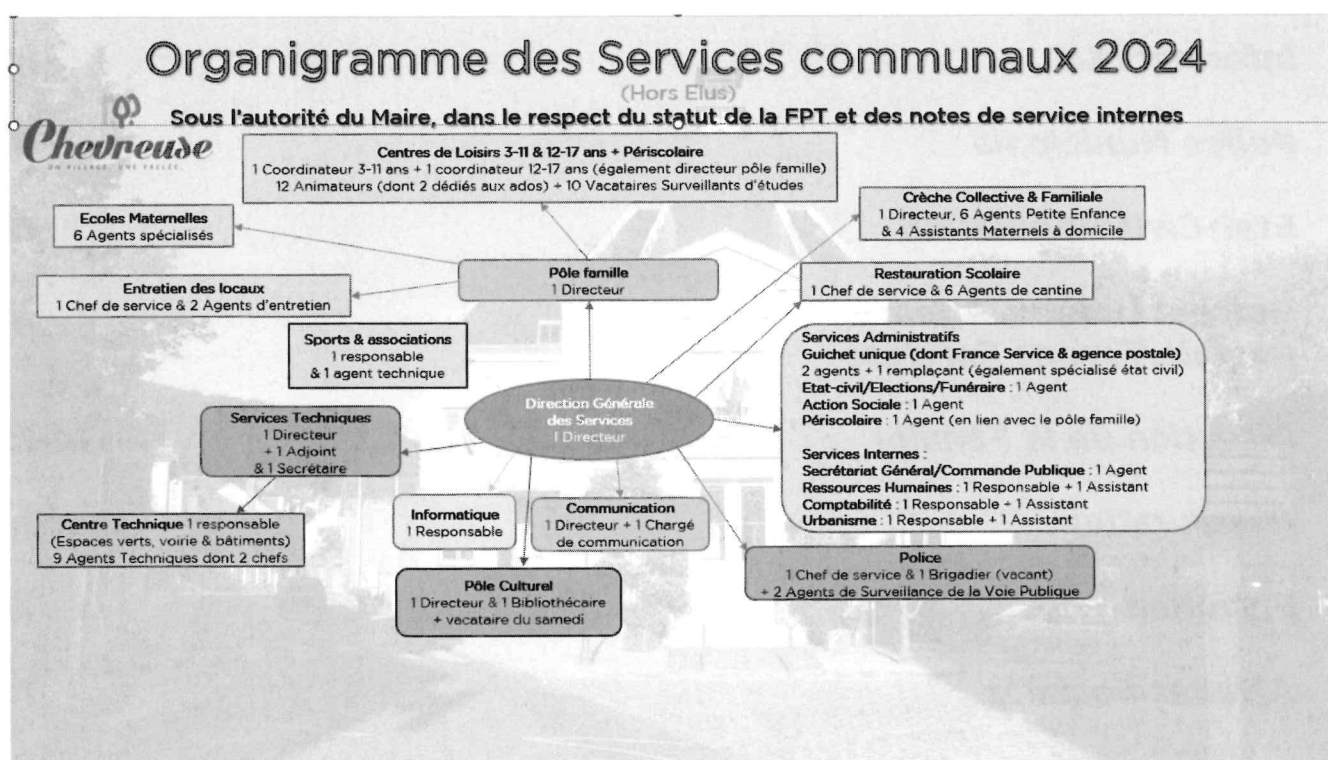 Organigramme des Services communaux 2024
(Hors Elus)
Sous l'autorité du Maire, dans le respect du statut de la FPT et des notes de service internes
Chevreuse
UN VILLAGE, UNE VALLÉE.
Centres de Loisirs 3-11 & 12-17 ans + Périscolaire
1 Coordinateur 3-11 ans + 1 coordinateur 12-17 ans (également directeur pôle famille)
12 Animateurs (dont 2 dédiés aux ados) + 10 Vacataires Surveillants d'études
Crèche Collective & Familiale
1 Directeur, 6 Agents Petite Enfance
& 4 Assistants Maternels à domicile
Ecoles Maternelles
6 Agents spécialisés
Pôle famille
1 Directeur
Restauration Scolaire
1 Chef de service & 6 Agents de cantine
Entretien des locaux
1 Chef de service & 2 Agents d'entretien
Sports & associations
1 responsable
& 1 agent technique
Services Administratifs
Guichet unique (dont France Service & agence postale)
2 agents + 1 remplaçant (également spécialisé état civil)
Etat-civil/Elections/Funéraire : 1 Agent
Action Sociale : 1 Agent
Périscolaire : 1 Agent (en lien avec le pôle famille)
Services Internes :
Secrétariat Général/Commande Publique : 1 Agent
Ressources Humaines : 1 Responsable + 1 Assistant
Comptabilité : 1 Responsable + 1 Assistant
Urbanisme : 1 Responsable + 1 Assistant
Direction Générale
des Services
1 Directeur
Services Techniques
1 Directeur
+ 1 Adjoint
& 1 Secrétaire
Informatique
1 Responsable
Communication
1 Directeur + 1 Chargé
de communication
Centre Technique 1 responsable
(Espaces verts, voirie & bâtiments)
9 Agents Techniques dont 2 chefs
Police
1 Chef de service & 1 Brigadier (vacant)
+ 2 Agents de Surveillance de la Voie Publique
Pôle Culturel
1 Directeur & 1 Bibliothécaire
+ vacataire du samedi